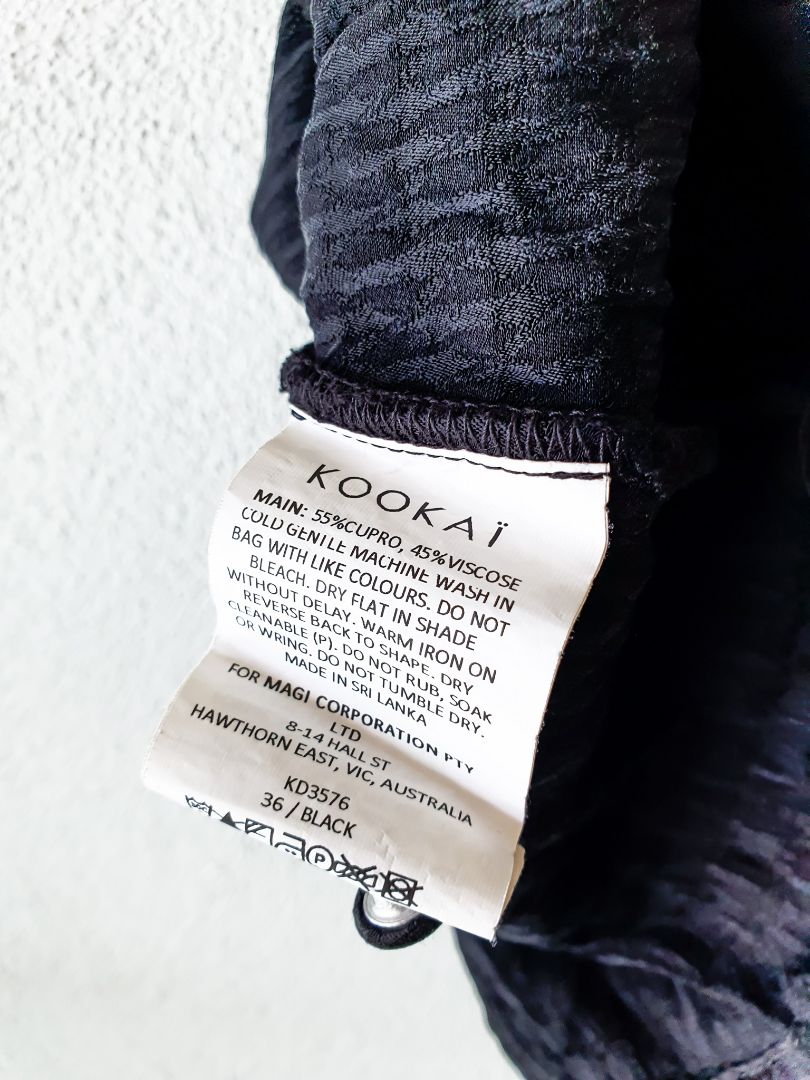 KOOKAÏ
MAIN: 55%CUPRO, 45%VISCOSE
COLD GENTLE MACHINE WASH IN
BAG WITH LIKE COLOURS. DO NOT
BLEACH. DRY FLAT IN SHADE
WITHOUT DELAY. WARM IRON ON
REVERSE BACK TO SHAPE. DRY
CLEANABLE (P). DO NOT RUB, SOAK
OR WRING. DO NOT TUMBLE DRY.
MADE IN SRI LANKA
FOR MAGI CORPORATION PTY
LTD
8-14 HALL ST
HAWTHORN EAST, VIC, AUSTRALIA
KD3576
36 / BLACK
P